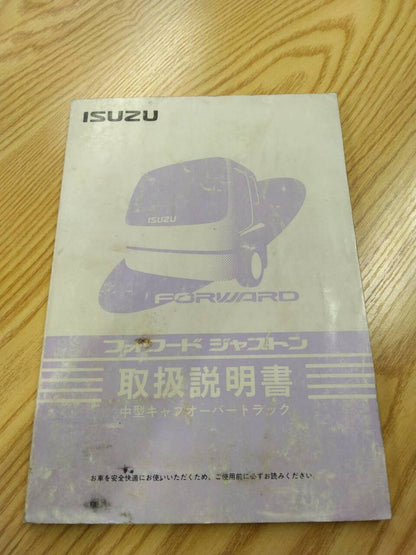 ISUZU
ISUZU
FORWARD
フォワード ジャストン
取扱説明書
中型キャブオーバートラック
お車を安全快適にお使いいただくため、ご使用前に必ずお読みください。